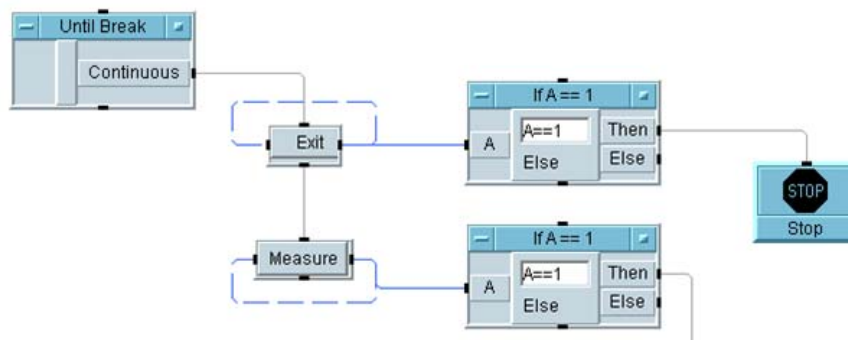 Until Break
Continuous
Exit
If A == 1
A
A==1
Else
Then
Else
STOP
Stop
Measure
If A == 1
A
A==1
Else
Then
Else